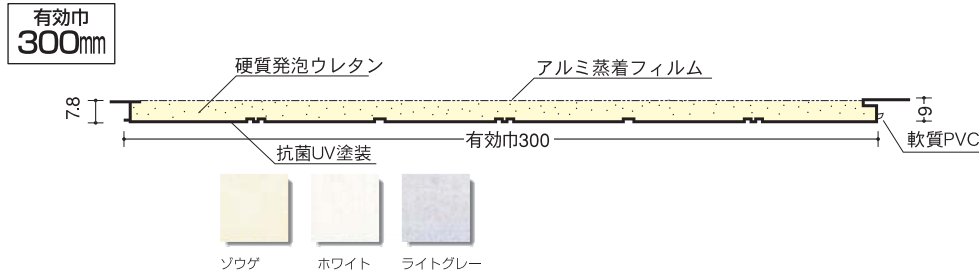 有効巾
300mm
硬質発泡ウレタン
アルミ蒸着フィルム
7.8
9
有効巾300
軟質PVC
抗菌UV塗装
ゾウゲ
ホワイト
ライトグレー